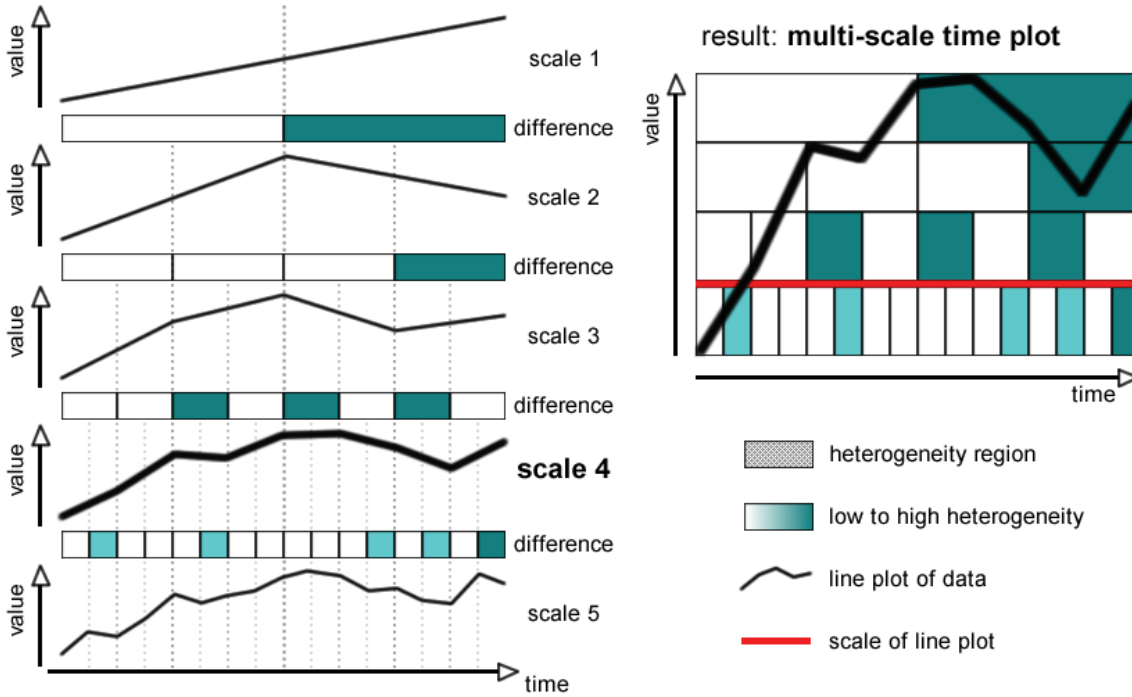 value
scale 1
difference
value
scale 2
difference
value
scale 3
difference
value
scale 4
difference
value
scale 5
time
result: multi-scale time plot
value
time
heterogeneity region
low to high heterogeneity
line plot of data
scale of line plot